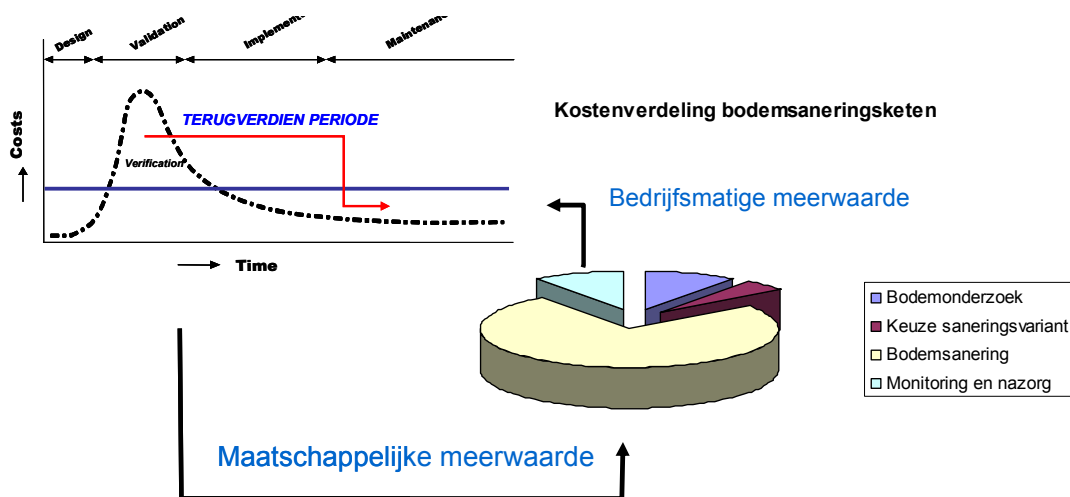 Design
Validation
TERUGVERDIEN PERIODE
Verification
Costs
Time
Kostenverdeling bodemsaneringsketen
Bedrijfsmatige meerwaarde
Bodemonderzoek
Keuze saneringsvariant
Bodemsanering
Monitoring en nazorg
Maatschappelijke meerwaarde